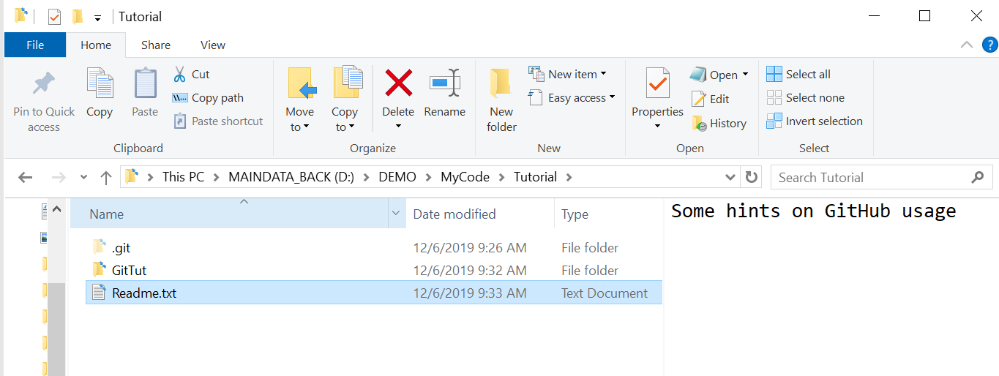 Tutorial
File Home Share View
Pin to Quick access
Copy
Paste
Cut
Copy path
Paste shortcut
Clipboard
Move to
Copy to
Delete
Rename
Organize
New folder
New item
Easy access
New
Properties
Open
Edit
History
Open
Select all
Select none
Invert selection
Select
This PC > MAINDATA_BACK (D:) > DEMO > MyCode > Tutorial >
Search Tutorial
Name Date modified Type
.git 12/6/2019 9:26 AM File folder
GitTut 12/6/2019 9:32 AM File folder
Readme.txt 12/6/2019 9:33 AM Text Document
Some hints on GitHub usage